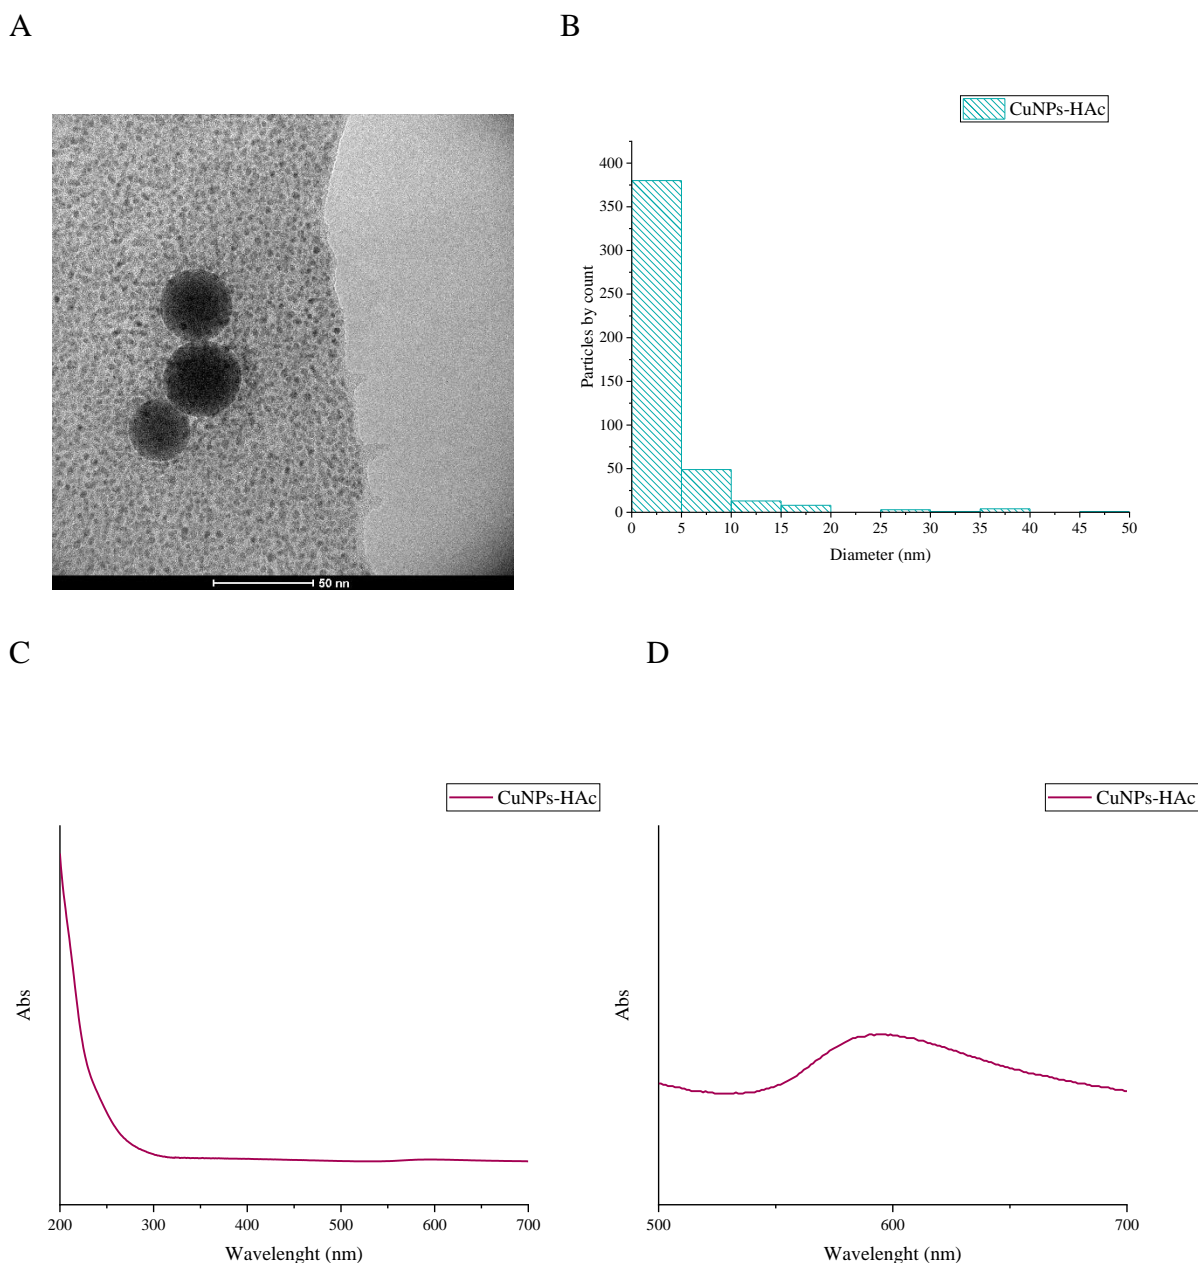 A
B
CuNPs-HAc
400
350
300
250
200
150
100
50
0
Particles by count
0 5 10 15 20 25 30 35 40 45 50
Diameter (nm)
50 nm
C
D
CuNPs-HAc
Abs
200 300 400 500 600 700
Wavelenght (nm)
CuNPs-HAc
Abs
500 600 700
Wavelenght (nm)